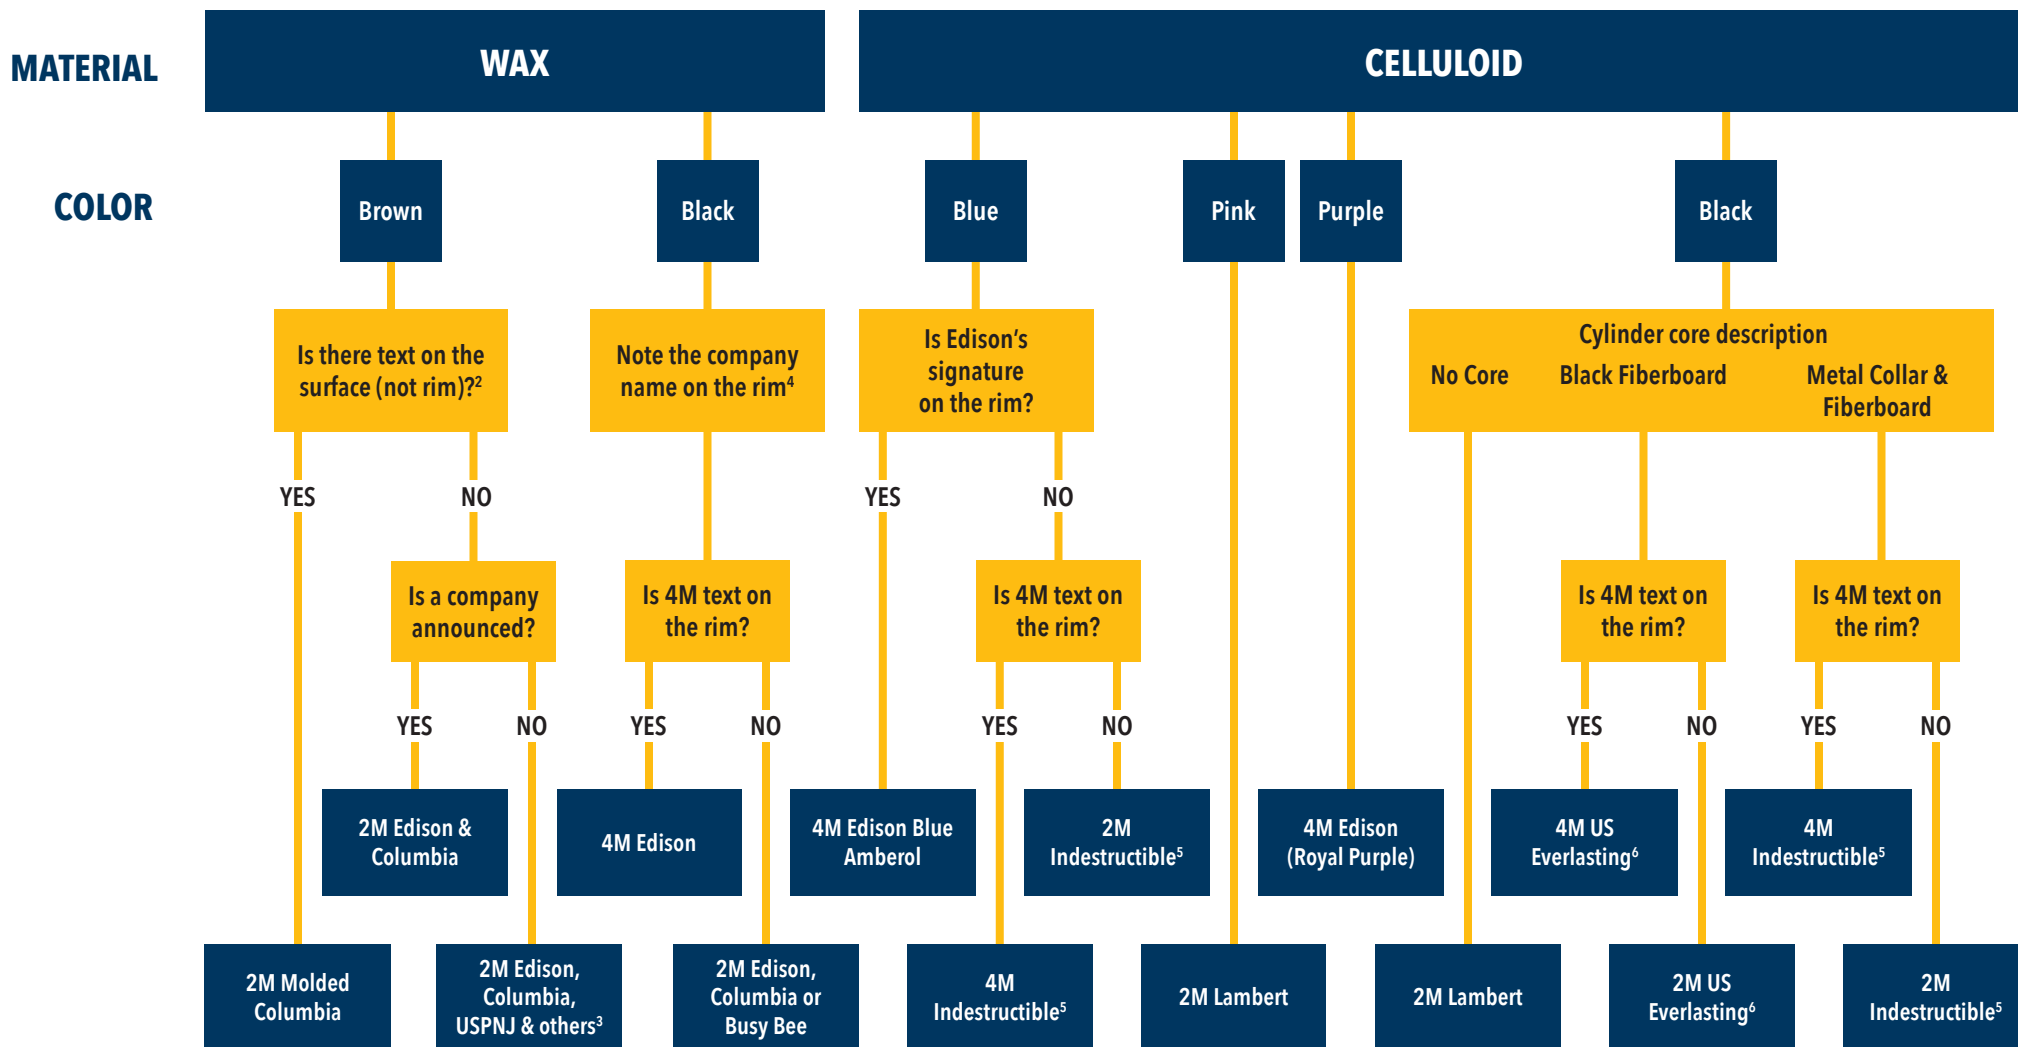 MATERIAL
WAX
CELLULOID
COLOR
Brown
Black
Blue
Pink
Purple
Black
Is there text on the
surface (not rim)?²
Note the company
name on the rim⁴
Is Edison's
signature
on the rim?
Cylinder core description
No Core
Black Fiberboard
Metal Collar &
Fiberboard
YES
NO
YES
NO
Is a company
announced?
Is 4M text on
the rim?
Is 4M text on
the rim?
Is 4M text on
the rim?
Is 4M text on
the rim?
YES
NO
YES
NO
YES
NO
YES
NO
YES
NO
2M Edison &
Columbia
4M Edison
4M Edison Blue
Amberol
2M
Indestructible⁵
4M Edison
(Royal Purple)
4M US
Everlasting⁶
4M
Indestructible⁵
2M Molded
Columbia
2M Edison,
Columbia,
USPNJ & others³
2M Edison,
Columbia or
Busy Bee
4M
Indestructible⁵
2M Lambert
2M Lambert
2M US
Everlasting⁶
2M
Indestructible⁵